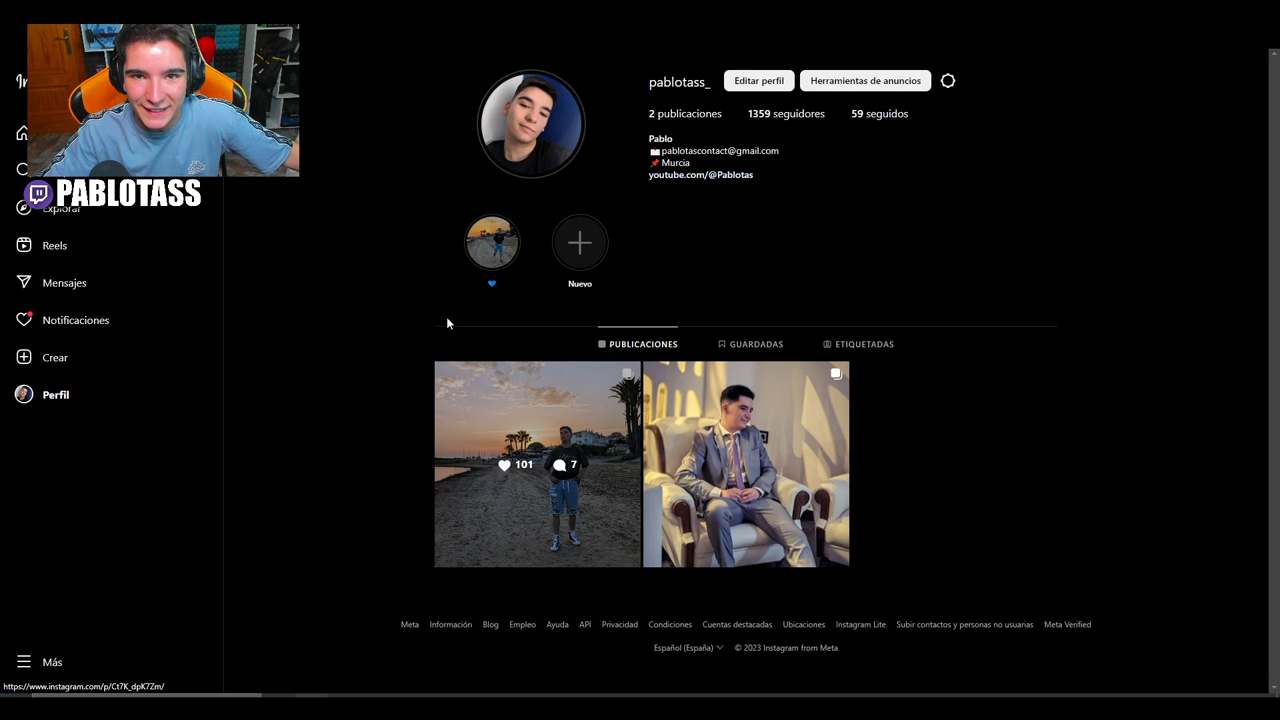 PABLOTASS
Explorar
Reels
Mensajes
Notificaciones
Crear
Perfil
Más
https://www.instagram.com/p/Ct7K_dpK7Zm/
pablotass_ Editar perfil Herramientas de anuncios
2 publicaciones 1359 seguidores 59 seguidos
Pablo
pablotascontact@gmail.com
Murcia
youtube.com/@Pablotas
Nuevo
PUBLICACIONES GUARDADAS ETIQUETADAS
101 7
Meta Información Blog Empleo Ayuda API Privacidad Condiciones Cuentas destacadas Ubicaciones Instagram Lite Subir contactos y personas no usuarias Meta Verified
Español (España) © 2023 Instagram from Meta